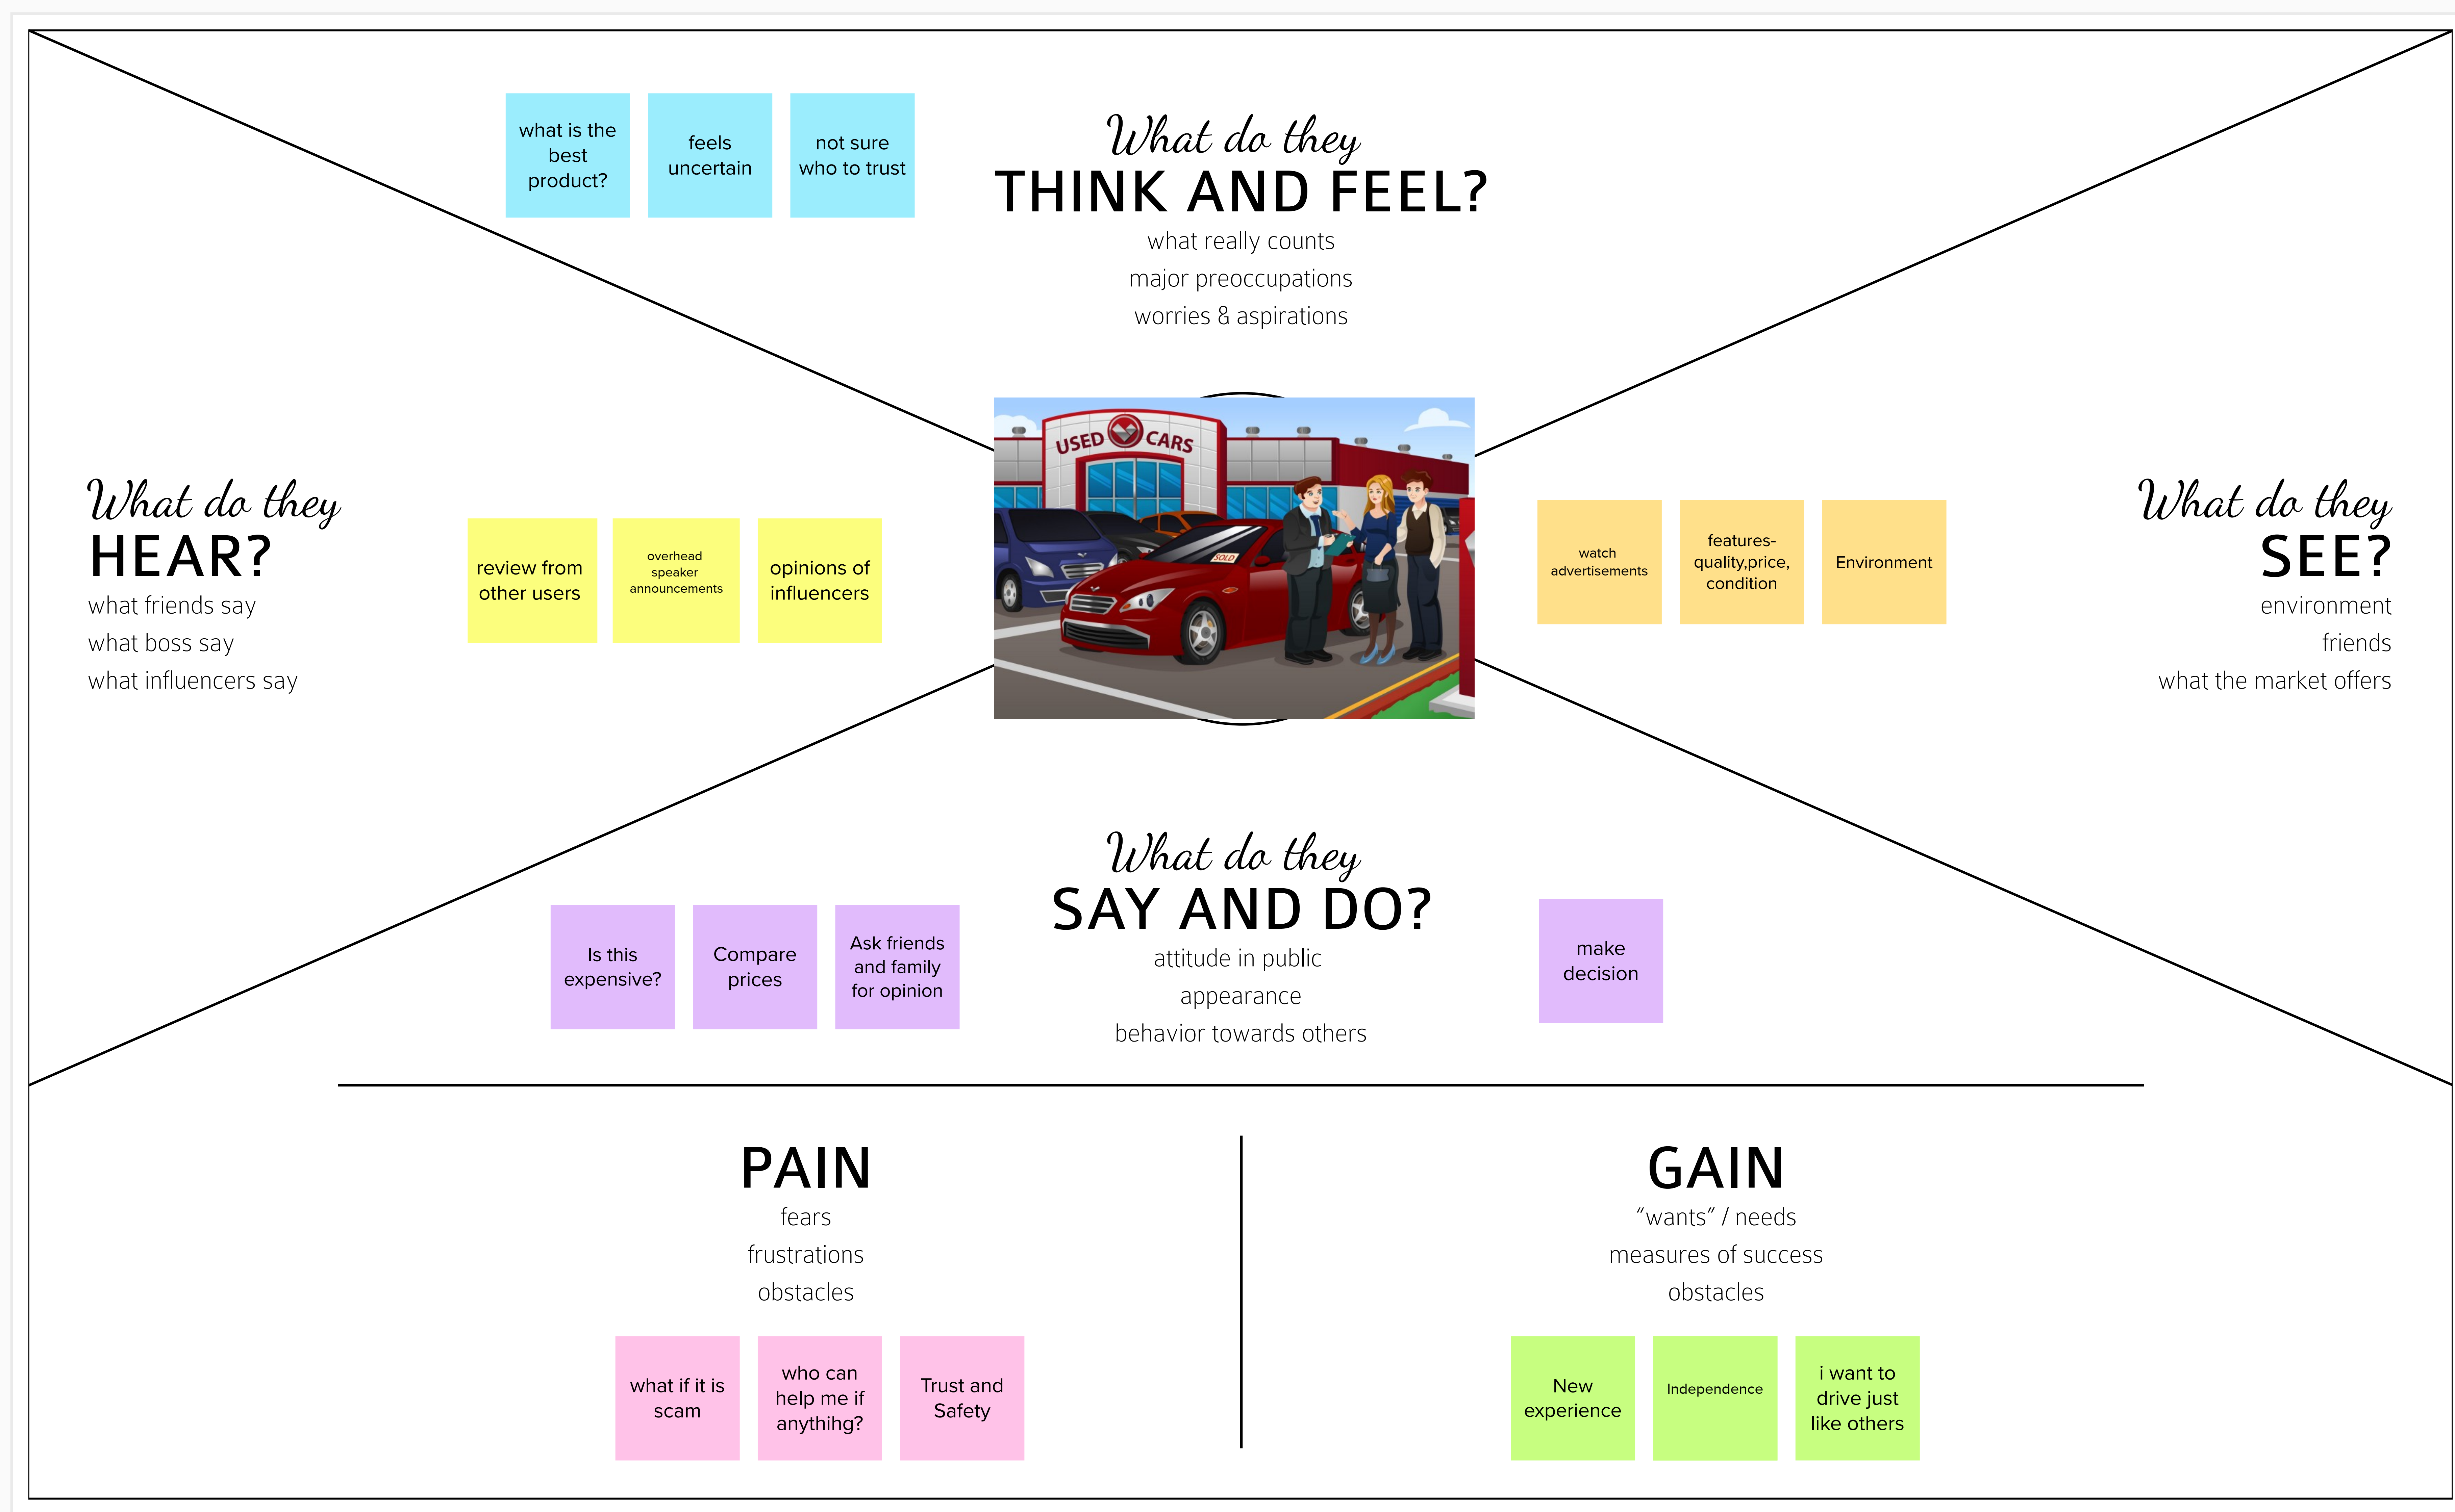 what is the
best
product?
feels
uncertain
not sure
who to trust
What do they
THINK AND FEEL?
what really counts
major preoccupations
worries & aspirations
What do they
HEAR?
what friends say
what boss say
what influencers say
review from
other users
overhead
speaker
announcements
opinions of
influencers
USED CARS
SOLD
watch
advertisements
features-
quality,price,
condition
Environment
What do they
SEE?
environment
friends
what the market offers
What do they
SAY AND DO?
attitude in public
appearance
behavior towards others
Is this
expensive?
Compare
prices
Ask friends
and family
for opinion
make
decision
PAIN
fears
frustrations
obstacles
what if it is
scam
who can
help me if
anythihg?
Trust and
Safety
GAIN
“wants” / needs
measures of success
obstacles
New
experience
Independence
i want to
drive just
like others